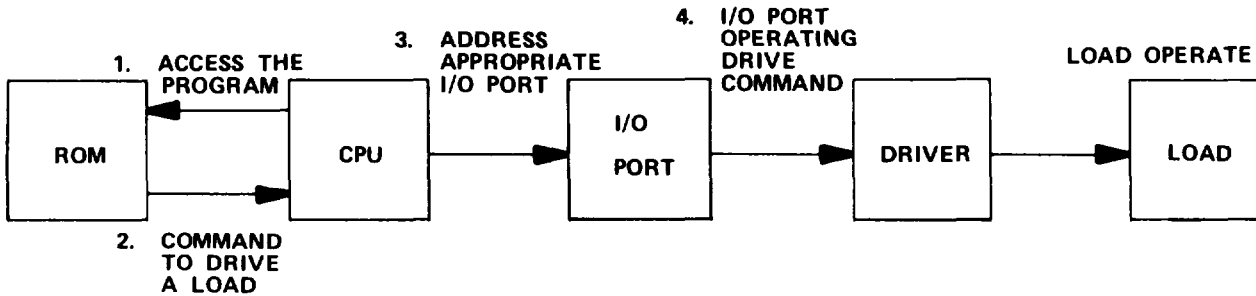 1. ACCESS THE
PROGRAM
3. ADDRESS
APPROPRIATE
I/O PORT
4. I/O PORT
OPERATING
DRIVE
COMMAND
LOAD OPERATE
ROM
CPU
I/O
PORT
DRIVER
LOAD
2. COMMAND
TO DRIVE
A LOAD